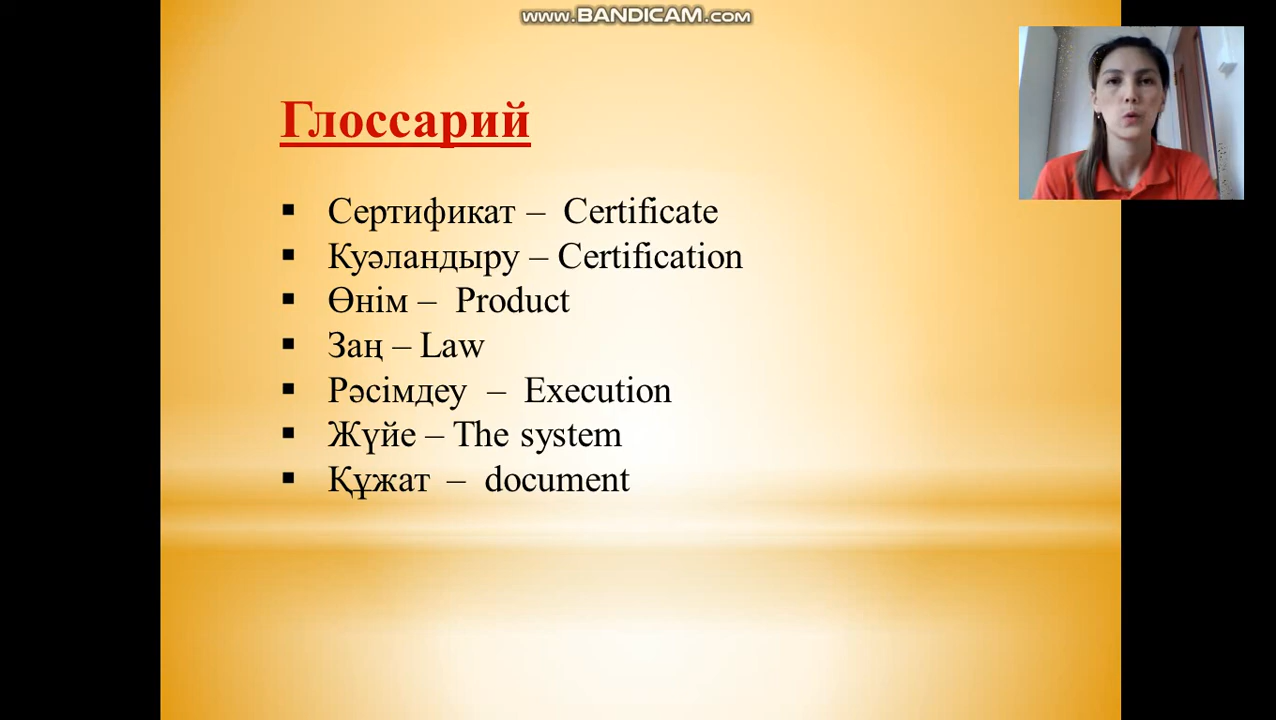 www.BANDICAM.com
Глоссарий
▪ Сертификат – Certificate
▪ Куәландыру – Certification
▪ Өнім – Product
▪ Заң – Law
▪ Рәсімдеу – Execution
▪ Жүйе – The system
▪ Құжат – document